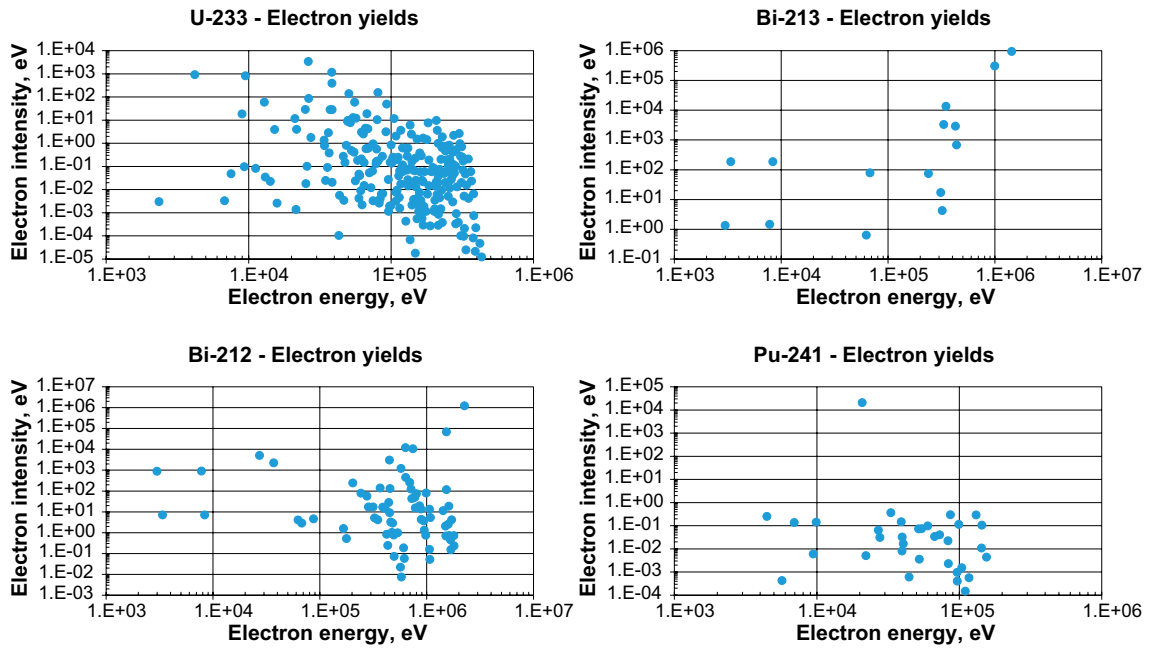 U-233 - Electron yields
Electron intensity, eV
1.E+04
1.E+03
1.E+02
1.E+01
1.E+00
1.E-01
1.E-02
1.E-03
1.E-04
1.E-05
1.E+03 1.E+04 1.E+05 1.E+06
Electron energy, eV
Bi-213 - Electron yields
Electron intensity, eV
1.E+06
1.E+05
1.E+04
1.E+03
1.E+02
1.E+01
1.E+00
1.E-01
1.E+03 1.E+04 1.E+05 1.E+06 1.E+07
Electron energy, eV
Bi-212 - Electron yields
Electron intensity, eV
1.E+07
1.E+06
1.E+05
1.E+04
1.E+03
1.E+02
1.E+01
1.E+00
1.E-01
1.E-02
1.E-03
1.E+03 1.E+04 1.E+05 1.E+06 1.E+07
Electron energy, eV
Pu-241 - Electron yields
Electron intensity, eV
1.E+05
1.E+04
1.E+03
1.E+02
1.E+01
1.E+00
1.E-01
1.E-02
1.E-03
1.E-04
1.E+03 1.E+04 1.E+05 1.E+06
Electron energy, eV